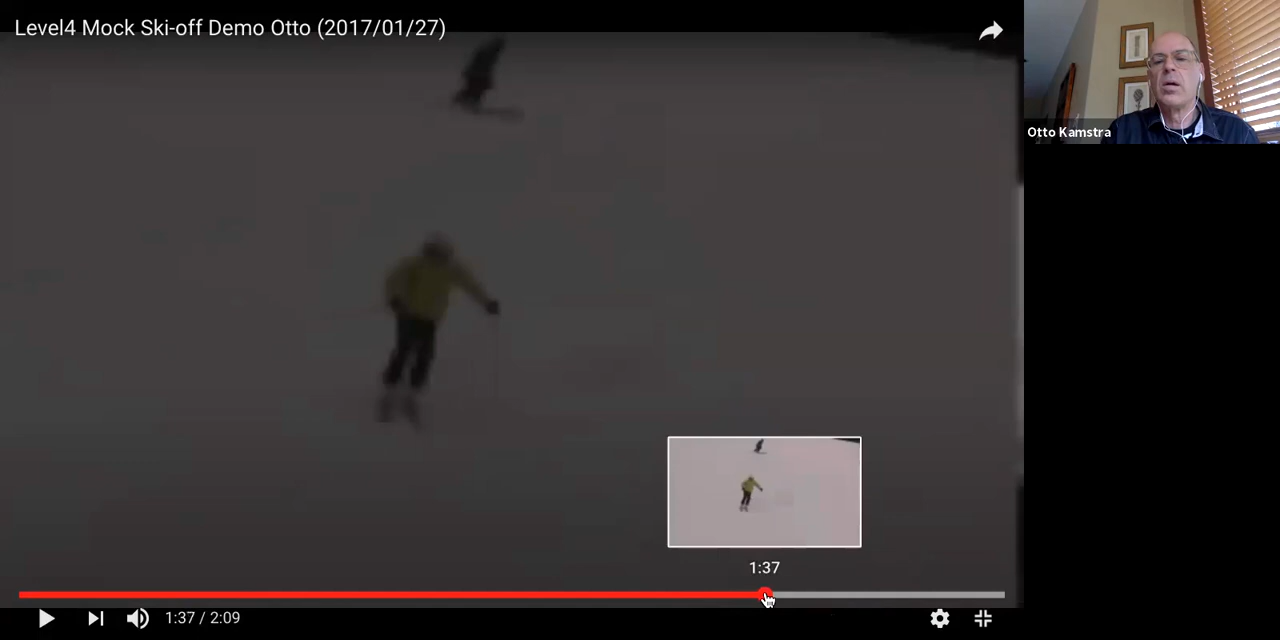 Level4 Mock Ski-off Demo Otto (2017/01/27)
Otto Kamstra
1:37
1:37 / 2:09